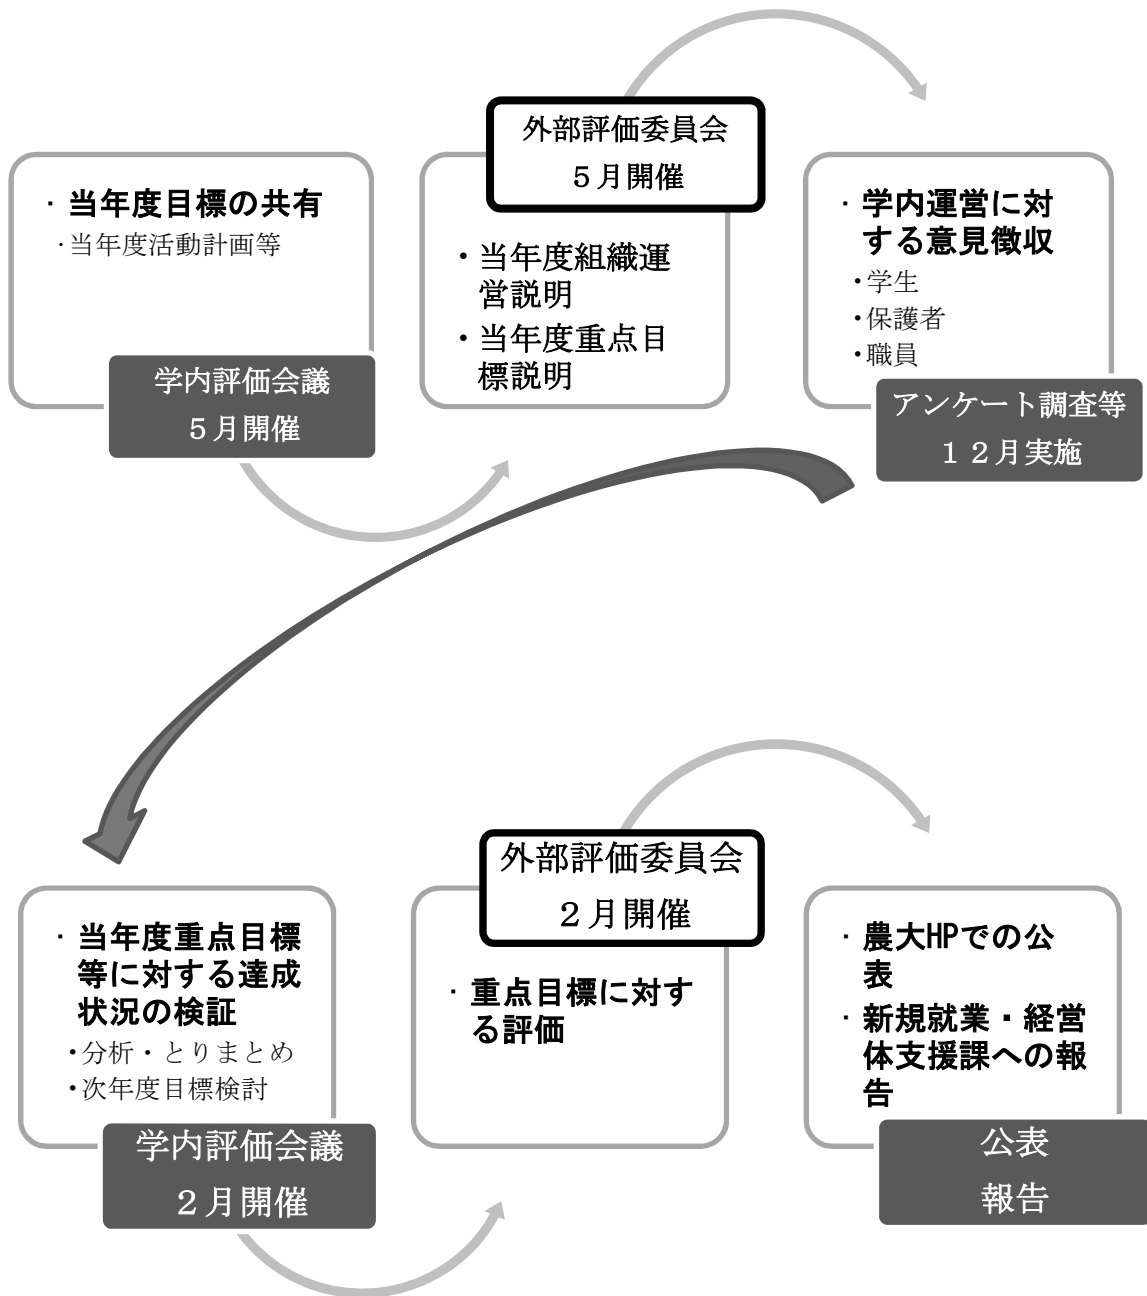 ・当年度目標の共有
・当年度活動計画等
学内評価会議
５月開催
外部評価委員会
５月開催
・当年度組織運
営説明
・当年度重点目
標説明
・学内運営に対
する意見徴収
・学生
・保護者
・職員
アンケート調査等
１２月実施
・当年度重点目標
等に対する達成
状況の検証
・分析・とりまとめ
・次年度目標検討
学内評価会議
２月開催
外部評価委員会
２月開催
・重点目標に対す
る評価
・農大HPでの公
表
・新規就業・経営
体支援課への報
告
公表
報告